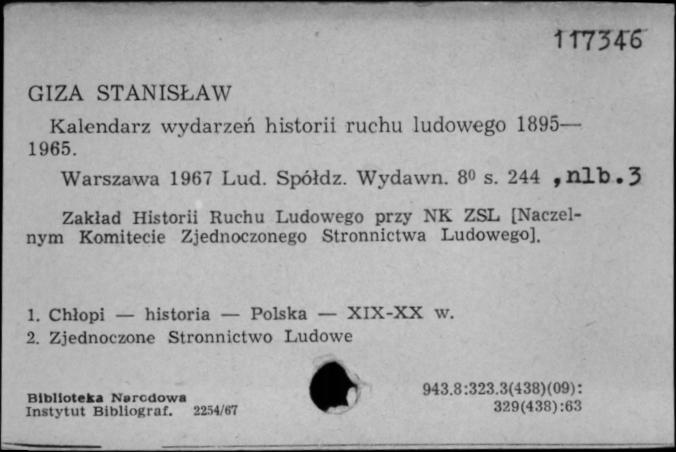 117346
GIZA STANISŁAW
Kalendarz wydarzeń historii ruchu ludowego 1895—
1965.
Warszawa 1967 Lud. Spółdz. Wydawn. 8⁰ s. 244 , nlb. 3
Zakład Historii Ruchu Ludowego przy NK ZSL [Naczel-
nym Komitecie Zjednoczonego Stronnictwa Ludowego].
1. Chłopi — historia — Polska — XIX-XX w.
2. Zjednoczone Stronnictwo Ludowe
Biblioteka Narodowa
Instytut Bibliograf. 2254/67
943.8:323.3(438)(09):
329(438):63